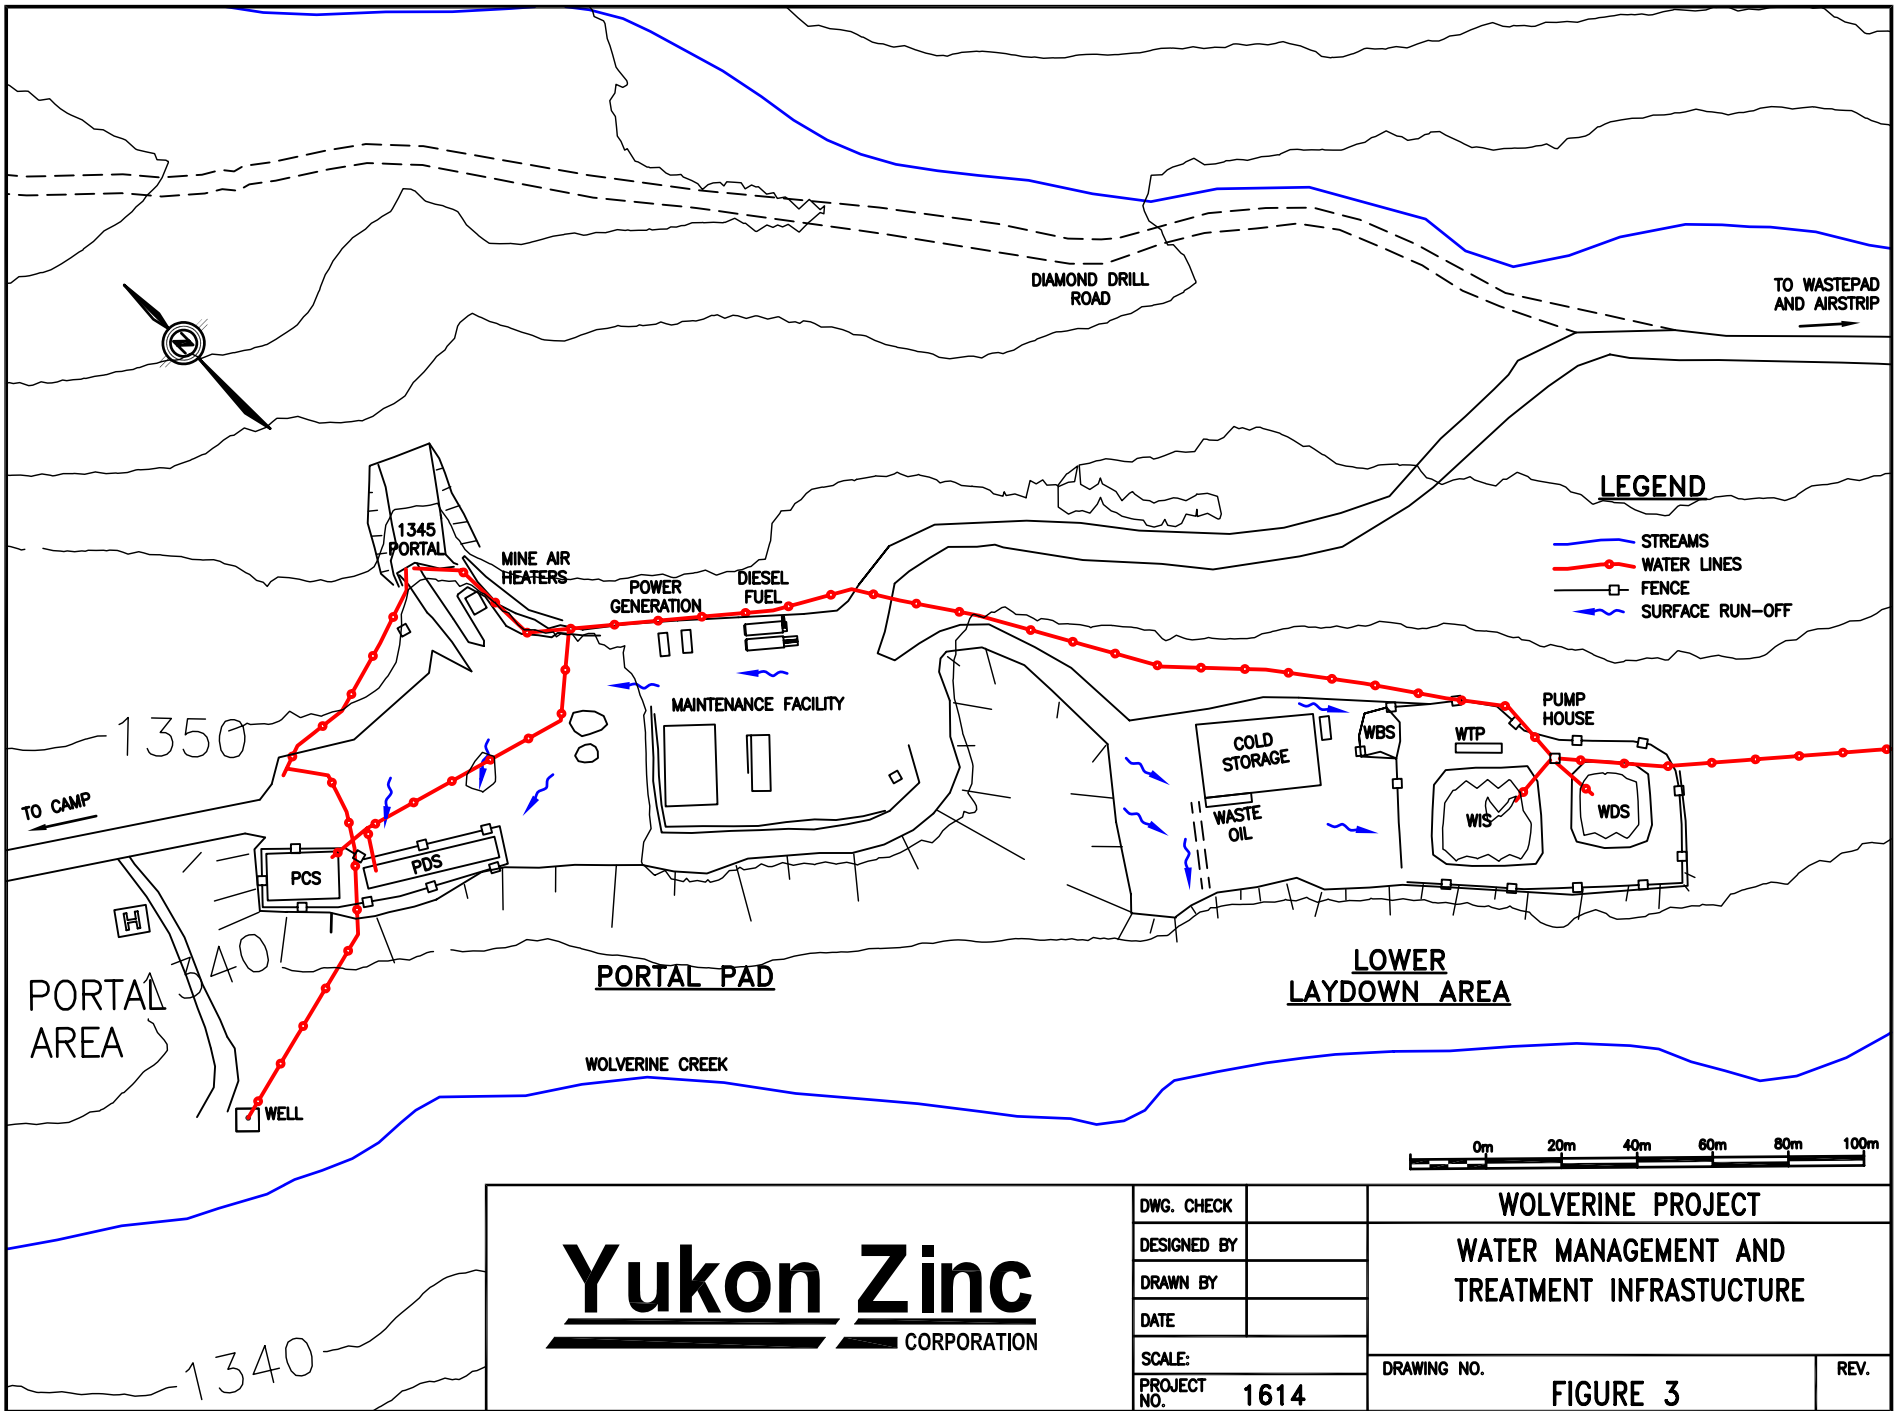 DIAMOND DRILL
ROAD
TO WASTEPAD
AND AIRSTRIP
N
LEGEND
STREAMS
WATER LINES
FENCE
SURFACE RUN-OFF
1345
PORTAL
MINE AIR
HEATERS
POWER
GENERATION
DIESEL
FUEL
MAINTENANCE FACILITY
1350
TO CAMP
PCS
PDS
H
1340
PORTAL
AREA
PORTAL PAD
WELL
WOLVERINE CREEK
COLD
STORAGE
WASTE
OIL
WBS
WTP
PUMP
HOUSE
WIS
WDS
LOWER
LAYDOWN AREA
0m 20m 40m 60m 80m 100m
1340
Yukon Zinc
CORPORATION
DWG. CHECK
DESIGNED BY
DRAWN BY
DATE
SCALE:
PROJECT
NO. 1614
WOLVERINE PROJECT
WATER MANAGEMENT AND
TREATMENT INFRASTUCTURE
DRAWING NO.
FIGURE 3
REV.